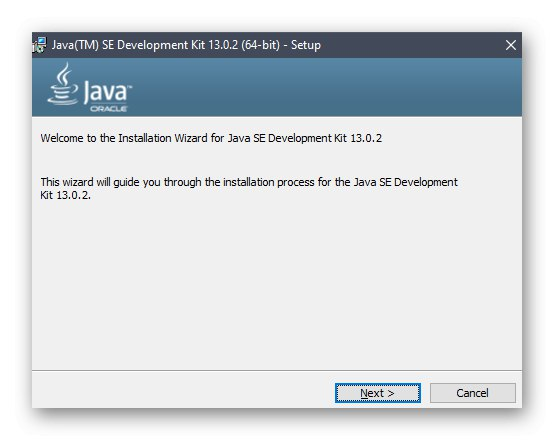 Java(TM) SE Development Kit 13.0.2 (64-bit) - Setup
Java™
ORACLE
Welcome to the Installation Wizard for Java SE Development Kit 13.0.2
This wizard will guide you through the installation process for the Java SE Development
Kit 13.0.2.
Next >
Cancel